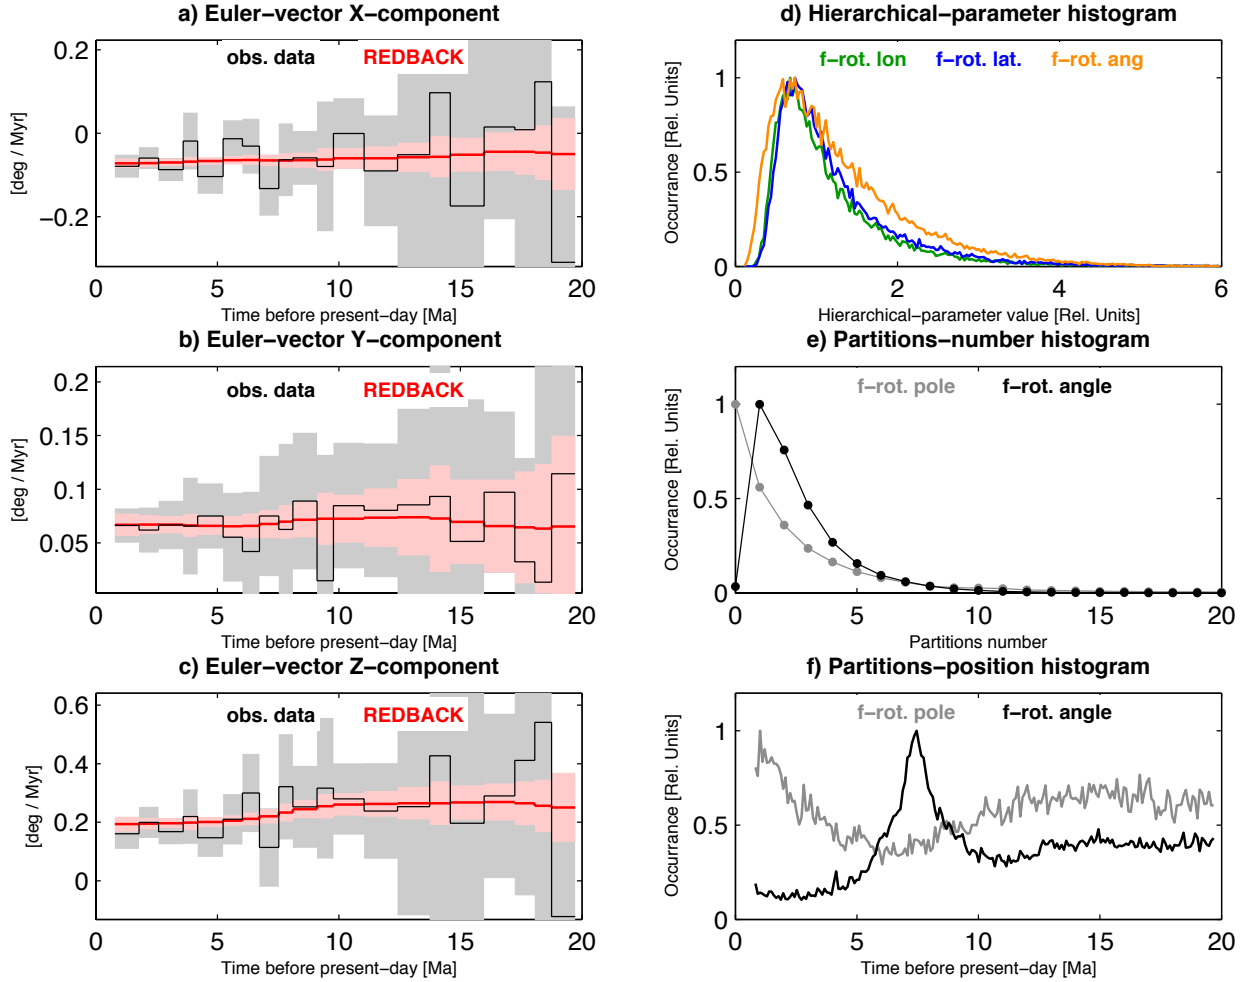 a) Euler−vector X−component
obs. data REDBACK
[deg / Myr]
0.2
0
−0.2
0 5 10 15 20
Time before present−day [Ma]
b) Euler−vector Y−component
obs. data REDBACK
[deg / Myr]
0.2
0.15
0.1
0.05
0 5 10 15 20
Time before present−day [Ma]
c) Euler−vector Z−component
obs. data REDBACK
[deg / Myr]
0.6
0.4
0.2
0
0 5 10 15 20
Time before present−day [Ma]
d) Hierarchical−parameter histogram
f−rot. lon f−rot. lat. f−rot. ang
Occurrance [Rel. Units]
1
0.5
0
0 2 4 6
Hierarchical−parameter value [Rel. Units]
e) Partitions−number histogram
f−rot. pole f−rot. angle
Occurrance [Rel. Units]
1
0.5
0
0 5 10 15 20
Partitions number
f) Partitions−position histogram
f−rot. pole f−rot. angle
Occurrance [Rel. Units]
1
0.5
0
0 5 10 15 20
Time before present−day [Ma]